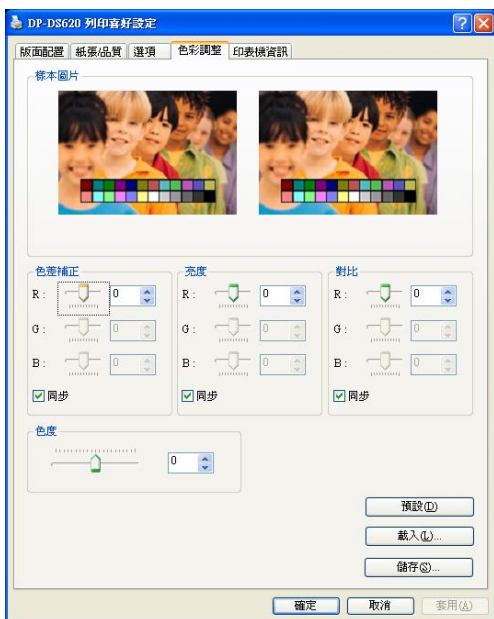 DP-DS620 列印喜好設定
版面配置 紙張/品質 選項 色彩調整 印表機資訊
樣本圖片
色差補正 亮度 對比
R : 0 R : 0 R : 0
G : 0 G : 0 G : 0
B : 0 B : 0 B : 0
同步 同步 同步
色度
0
預設(D)
載入(L)...
儲存(S)...
確定 取消 套用(A)